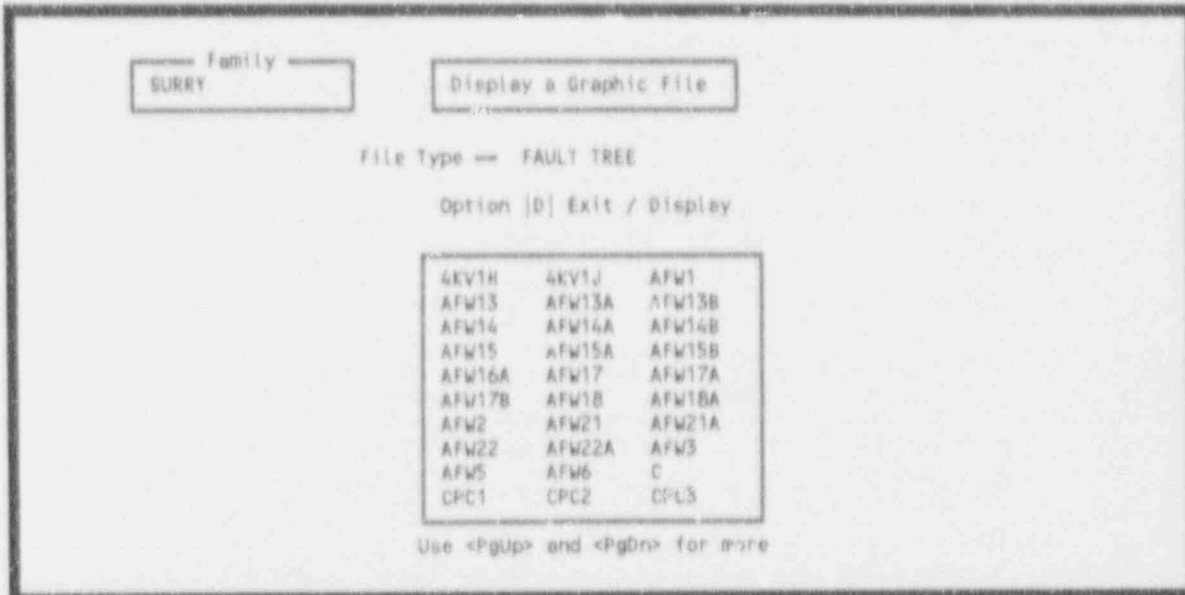 Family
SURRY
Display a Graphic File
File Type — FAULT TREE
Option |D| Exit / Display
4KV1H 4KV1J AFW1
AFW13 AFW13A AFW13B
AFW14 AFW14A AFW14B
AFW15 AFW15A AFW15B
AFW16A AFW17 AFW17A
AFW17B AFW18 AFW18A
AFW2 AFW21 AFW21A
AFW22 AFW22A AFW3
AFW5 AFW6 C
CPC1 CPC2 CPC3
Use <PgUp> and <PgDn> for more